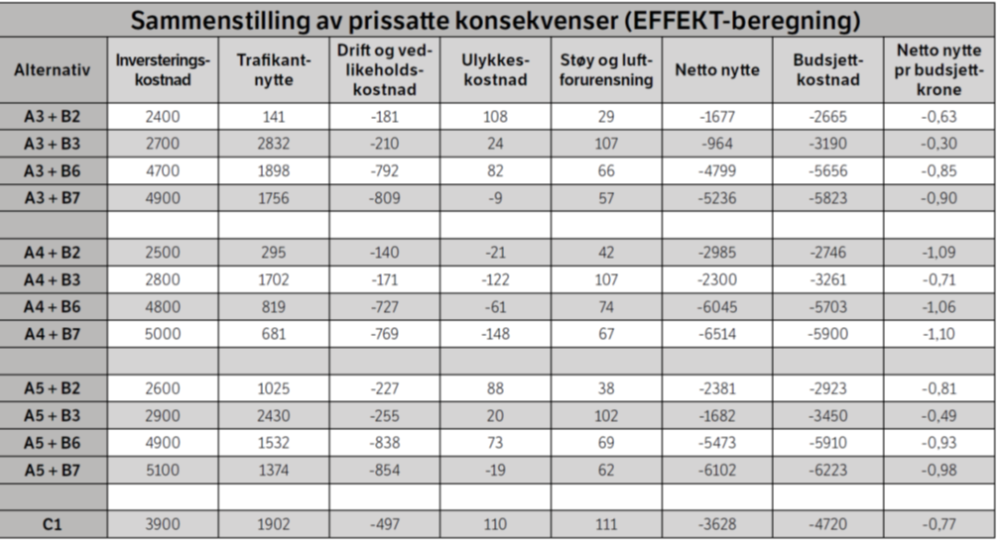 Sammenstilling av prissatte konsekvenser (EFFEKT-beregning)
Alternativ Inversterings-kostnad Trafikant-nytte Drift og ved-likeholds-kostnad Ulykkes-kostnad Støy og luft-forurensning Netto nytte Budsjett-kostnad Netto nytte pr budsjett-krone
A3 + B2 2400 141 -181 108 29 -1677 -2665 -0,63
A3 + B3 2700 2832 -210 24 107 -964 -3190 -0,30
A3 + B6 4700 1898 -792 82 66 -4799 -5656 -0,85
A3 + B7 4900 1756 -809 -9 57 -5236 -5823 -0,90
A4 + B2 2500 295 -140 -21 42 -2985 -2746 -1,09
A4 + B3 2800 1702 -171 -122 107 -2300 -3261 -0,71
A4 + B6 4800 819 -727 -61 74 -6045 -5703 -1,06
A4 + B7 5000 681 -769 -148 67 -6514 -5900 -1,10
A5 + B2 2600 1025 -227 88 38 -2381 -2923 -0,81
A5 + B3 2900 2430 -255 20 102 -1682 -3450 -0,49
A5 + B6 4900 1532 -838 73 69 -5473 -5910 -0,93
A5 + B7 5100 1374 -854 -19 62 -6102 -6223 -0,98
C1 3900 1902 -497 110 111 -3628 -4720 -0,77